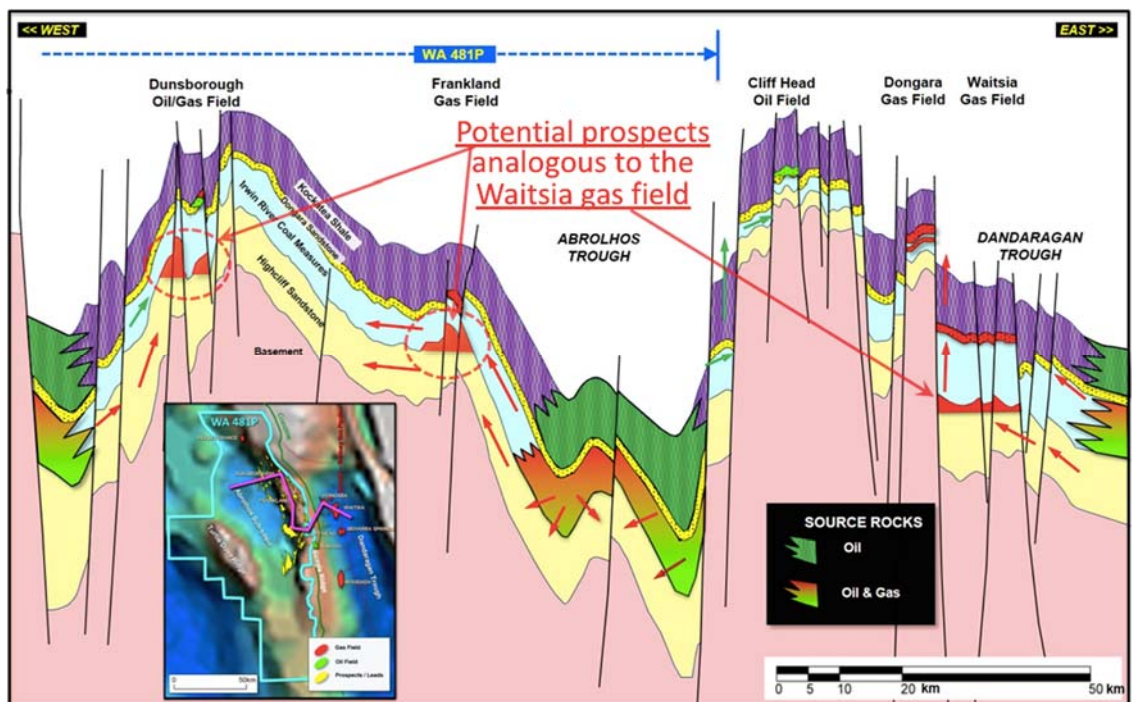 << WEST
EAST >>
WA 481P
Dunsborough
Oil/Gas Field
Frankland
Gas Field
Cliff Head
Oil Field
Dongara
Gas Field
Waitsia
Gas Field
Potential prospects
analogous to the
Waitsia gas field
Kockatea Shale
Dongara Sandstone
Irwin River Coal Measures
Highcliff Sandstone
Basement
ABROLHOS
TROUGH
DANDARAGAN
TROUGH
WA 481P
Dandaragan Trough
Gas Field
Oil Field
Prospects / Leads
0 50km
SOURCE ROCKS
Oil
Oil & Gas
0 5 10 20 km 50 km